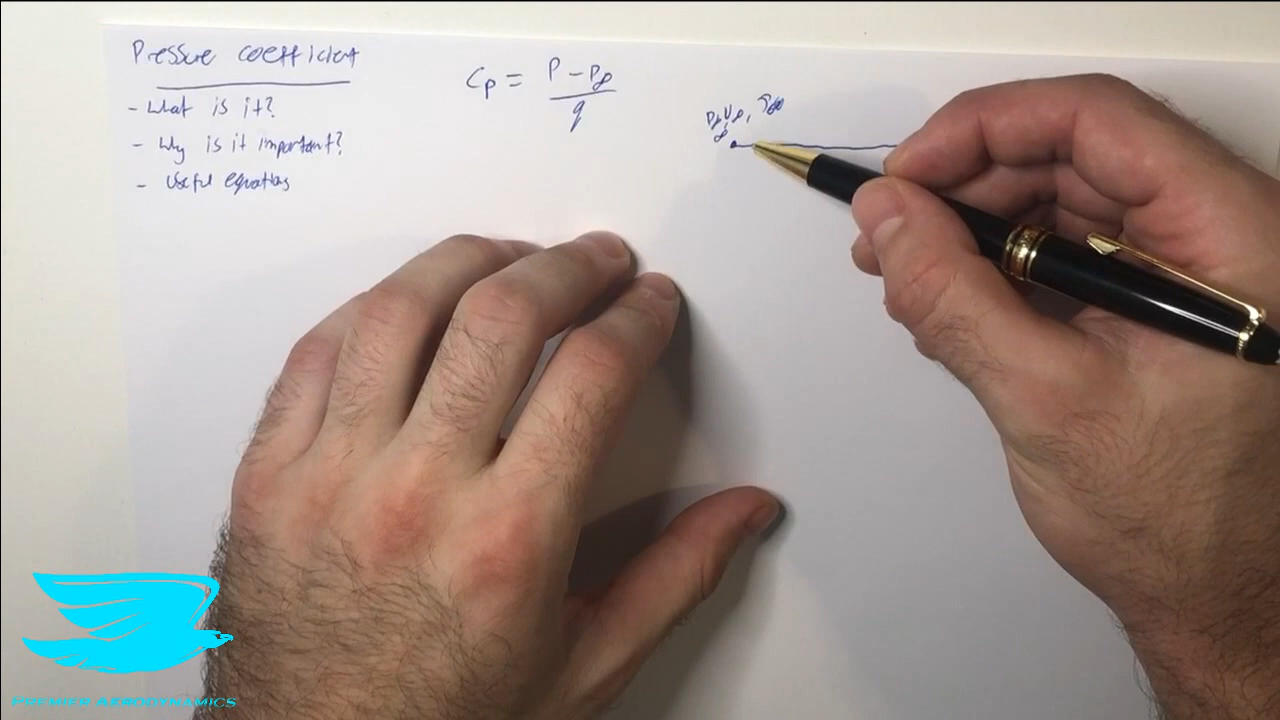 Pressure coefficient
- What is it?
- Why is it important?
- Useful equations
Cp = P - P∞
q
PREMIER AERODYNAMICS